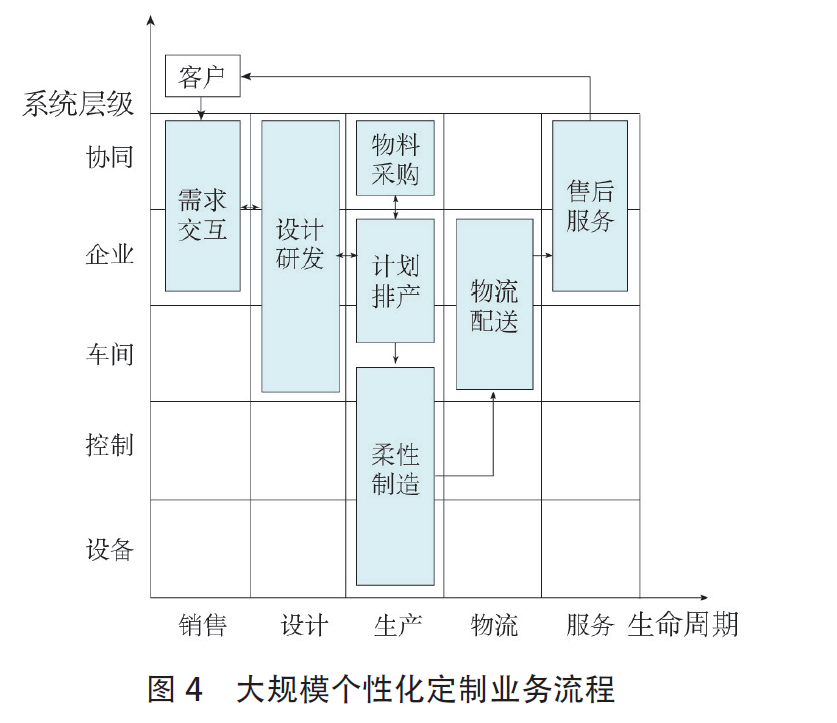 客户
系统层级
协同
企业
车间
控制
设备
需求
交互
设计
研发
物料
采购
计划
排产
柔性
制造
物流
配送
售后
服务
销售
设计
生产
物流
服务
生命周期
图 4 大规模个性化定制业务流程